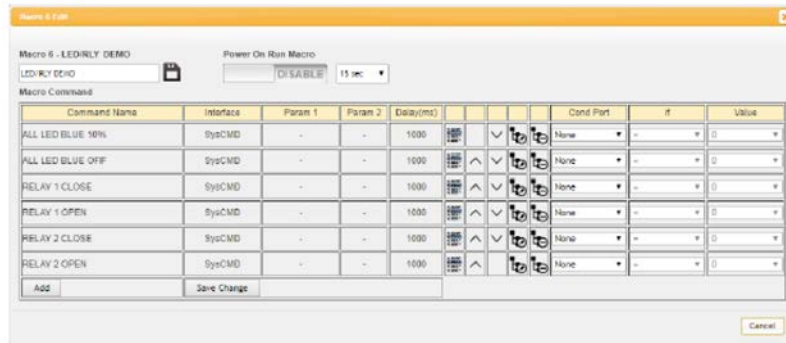 Macro 6 Edit
X
Macro 6 - LED/RLY DEMO Power On Run Macro
LED/RLY DEMO DISABLE 15 sec
Macro Command
Command Name Interface Param 1 Param 2 Delay(ms) Cond Port if Value
ALL LED BLUE 10% SysCMD - - 1000 None = 0
ALL LED BLUE OFF SysCMD - - 1000 None = 0
RELAY 1 CLOSE SysCMD - - 1000 None = 0
RELAY 1 OPEN SysCMD - - 1000 None = 0
RELAY 2 CLOSE SysCMD - - 1000 None = 0
RELAY 2 OPEN SysCMD - - 1000 None = 0
Add Save Change
Cancel